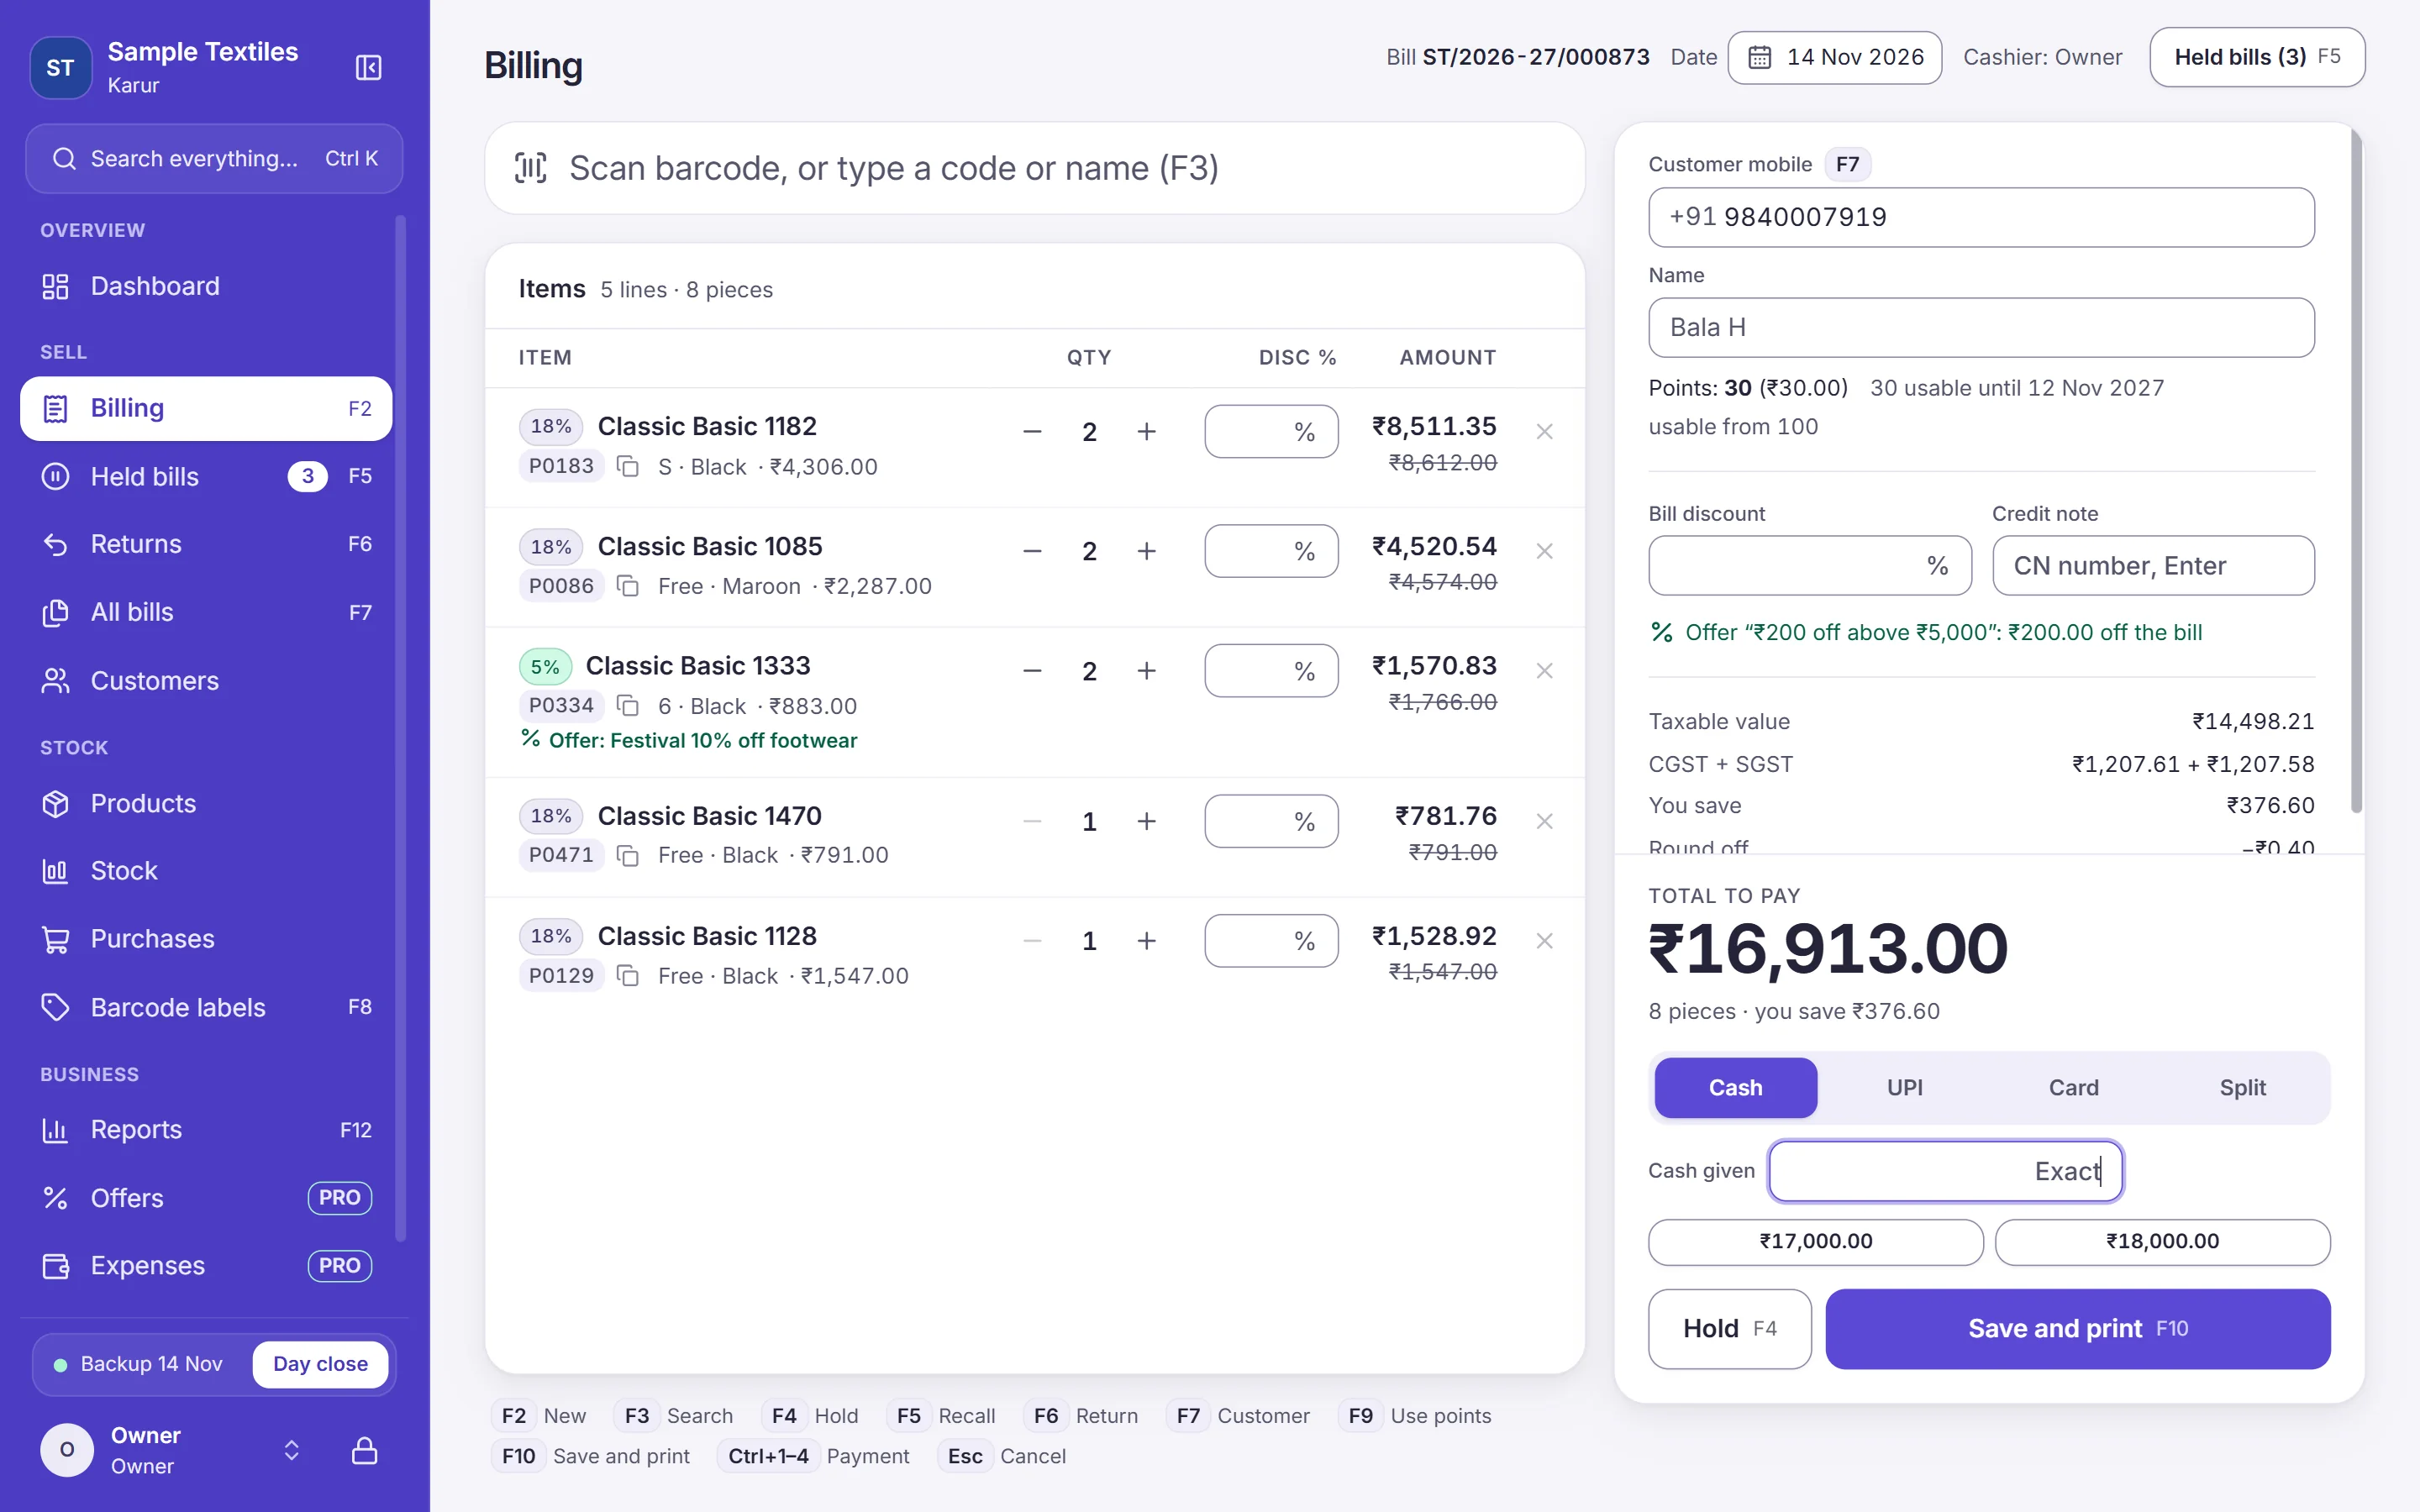 ST
Sample Textiles
Karur
Search everything... Ctrl K
OVERVIEW
Dashboard
SELL
Billing F2
Held bills 3 F5
Returns F6
All bills F7
Customers
STOCK
Products
Stock
Purchases
Barcode labels F8
BUSINESS
Reports F12
Offers PRO
Expenses PRO
Backup 14 Nov Day close
O
Owner
Owner
Billing
Bill ST/2026-27/000873 Date 14 Nov 2026 Cashier: Owner Held bills (3) F5
Scan barcode, or type a code or name (F3)
Items 5 lines · 8 pieces
ITEM QTY DISC % AMOUNT
18% Classic Basic 1182 − 2 + % ₹8,511.35 ×
P0183 S · Black · ₹4,306.00 ₹8,612.00
18% Classic Basic 1085 − 2 + % ₹4,520.54 ×
P0086 Free · Maroon · ₹2,287.00 ₹4,574.00
5% Classic Basic 1333 − 2 + % ₹1,570.83 ×
P0334 6 · Black · ₹883.00 ₹1,766.00
Offer: Festival 10% off footwear
18% Classic Basic 1470 − 1 + % ₹781.76 ×
P0471 Free · Black · ₹791.00 ₹791.00
18% Classic Basic 1128 − 1 + % ₹1,528.92 ×
P0129 Free · Black · ₹1,547.00 ₹1,547.00
F2 New F3 Search F4 Hold F5 Recall F6 Return F7 Customer F9 Use points
F10 Save and print Ctrl+1–4 Payment Esc Cancel
Customer mobile F7
+91 9840007919
Name
Bala H
Points: 30 (₹30.00) 30 usable until 12 Nov 2027
usable from 100
Bill discount Credit note
% CN number, Enter
Offer “₹200 off above ₹5,000”: ₹200.00 off the bill
Taxable value ₹14,498.21
CGST + SGST ₹1,207.61 + ₹1,207.58
You save ₹376.60
Round off −₹0.40
TOTAL TO PAY
₹16,913.00
8 pieces · you save ₹376.60
Cash UPI Card Split
Cash given Exact
₹17,000.00 ₹18,000.00
Hold F4 Save and print F10